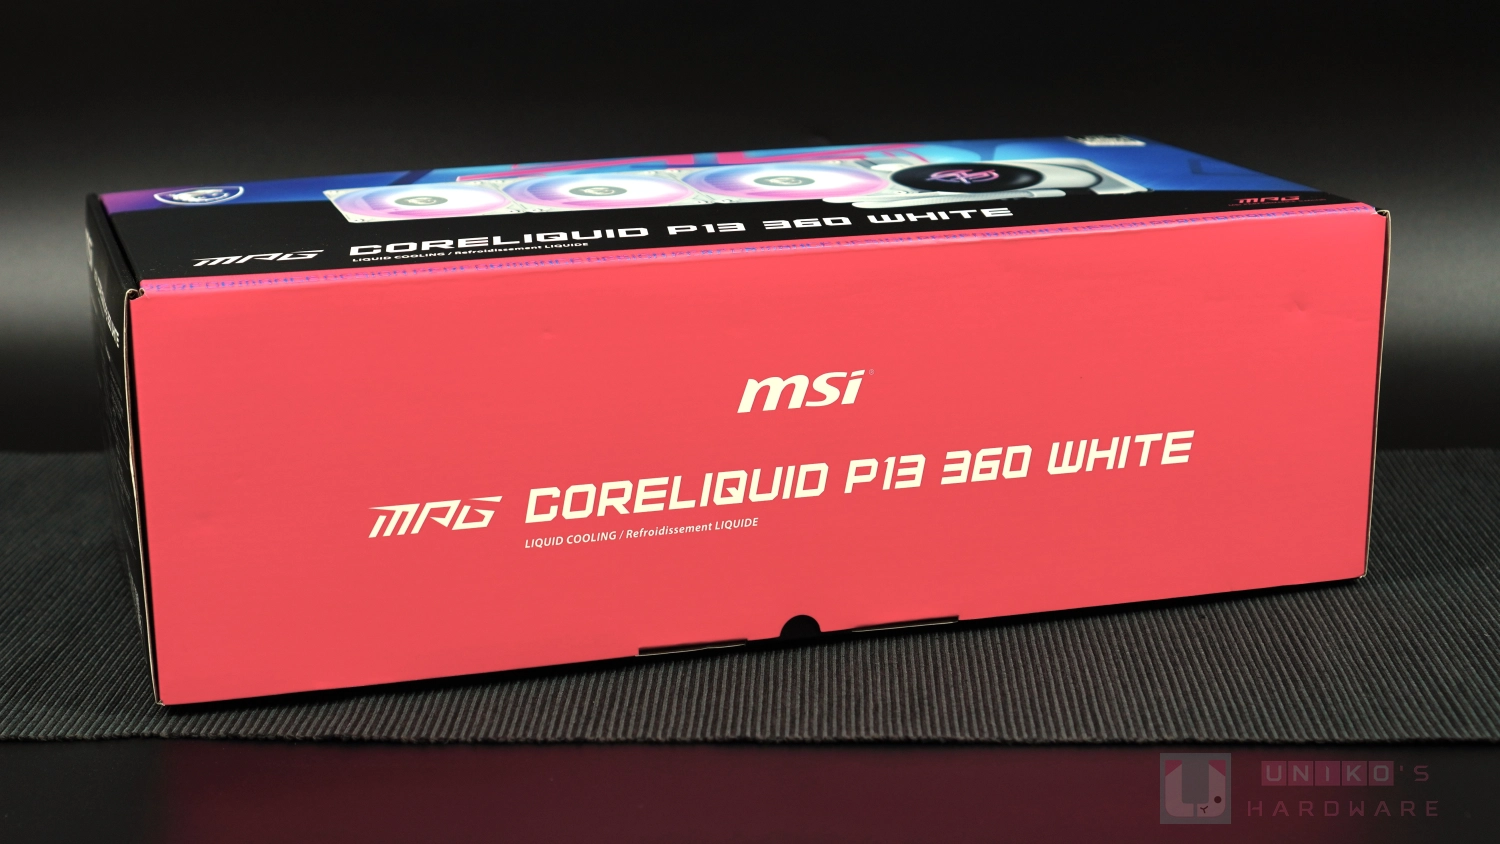 MPG CORELIQUID P13 360 WHITE
LIQUID COOLING / Refroidissement LIQUIDE
MPG
msi
MPG CORELIQUID P13 360 WHITE
LIQUID COOLING / Refroidissement LIQUIDE
UNIKO'S
HARDWARE